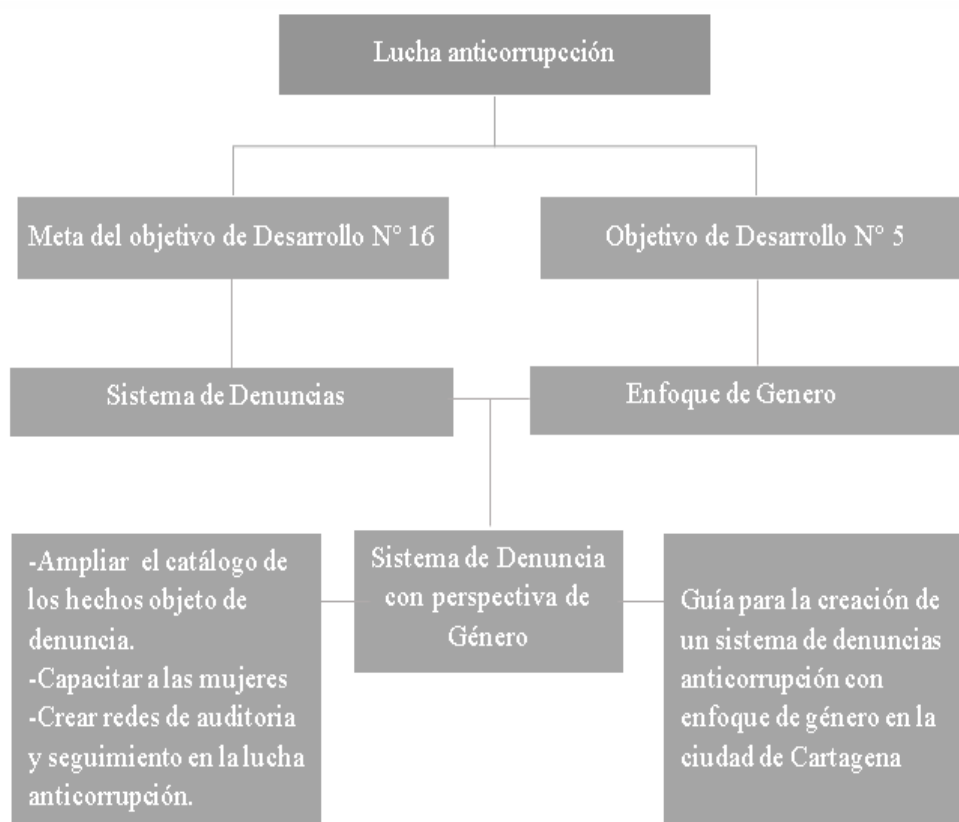 Lucha anticorrupcción
Meta del objetivo de Desarrollo N° 16
Objetivo de Desarrollo N° 5
Sistema de Denuncias
Enfoque de Genero
-Ampliar el catálogo de
los hechos objeto de
denuncia.
-Capacitar a las mujeres
-Crear redes de auditoria
y seguimiento en la lucha
anticorrupción.
Sistema de Denuncia
con perspectiva de
Género
Guía para la creación de
un sistema de denuncias
anticorrupción con
enfoque de género en la
ciudad de Cartagena